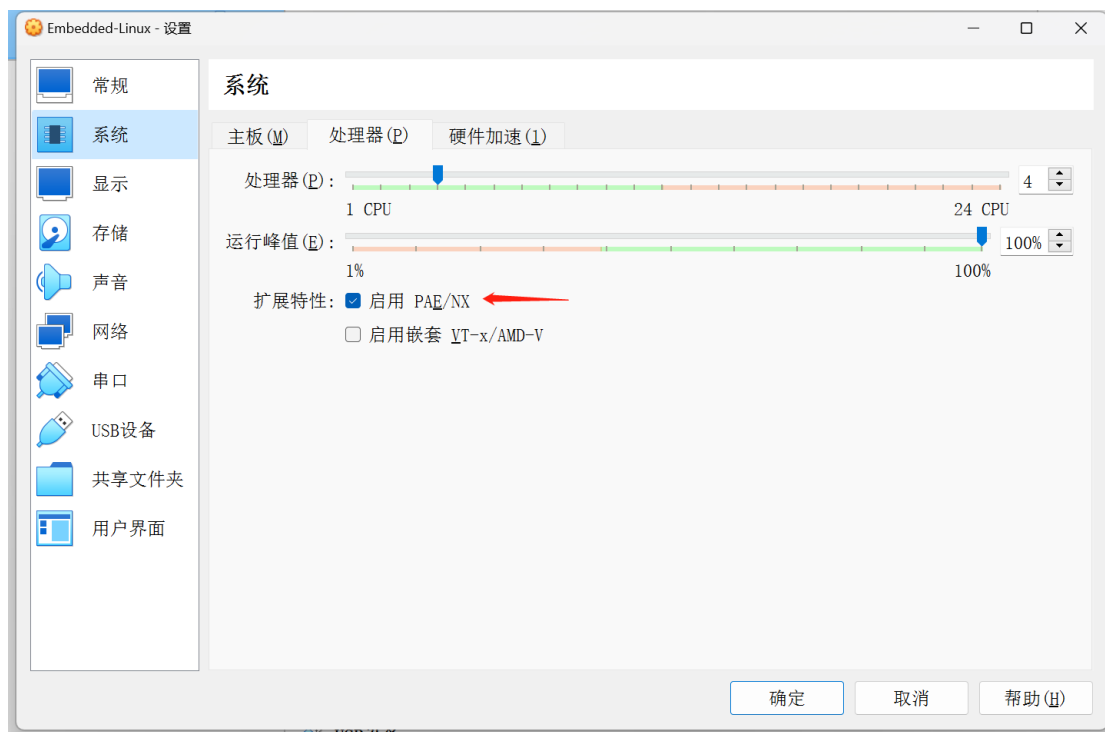 Embedded-Linux - 设置
常规
系统
显示
存储
声音
网络
串口
USB设备
共享文件夹
用户界面
系统
主板(M) 处理器(P) 硬件加速(l)
处理器(P): 4
1 CPU 24 CPU
运行峰值(E): 100%
1% 100%
扩展特性: 启用 PAE/NX
启用嵌套 VT-x/AMD-V
确定 取消 帮助(H)